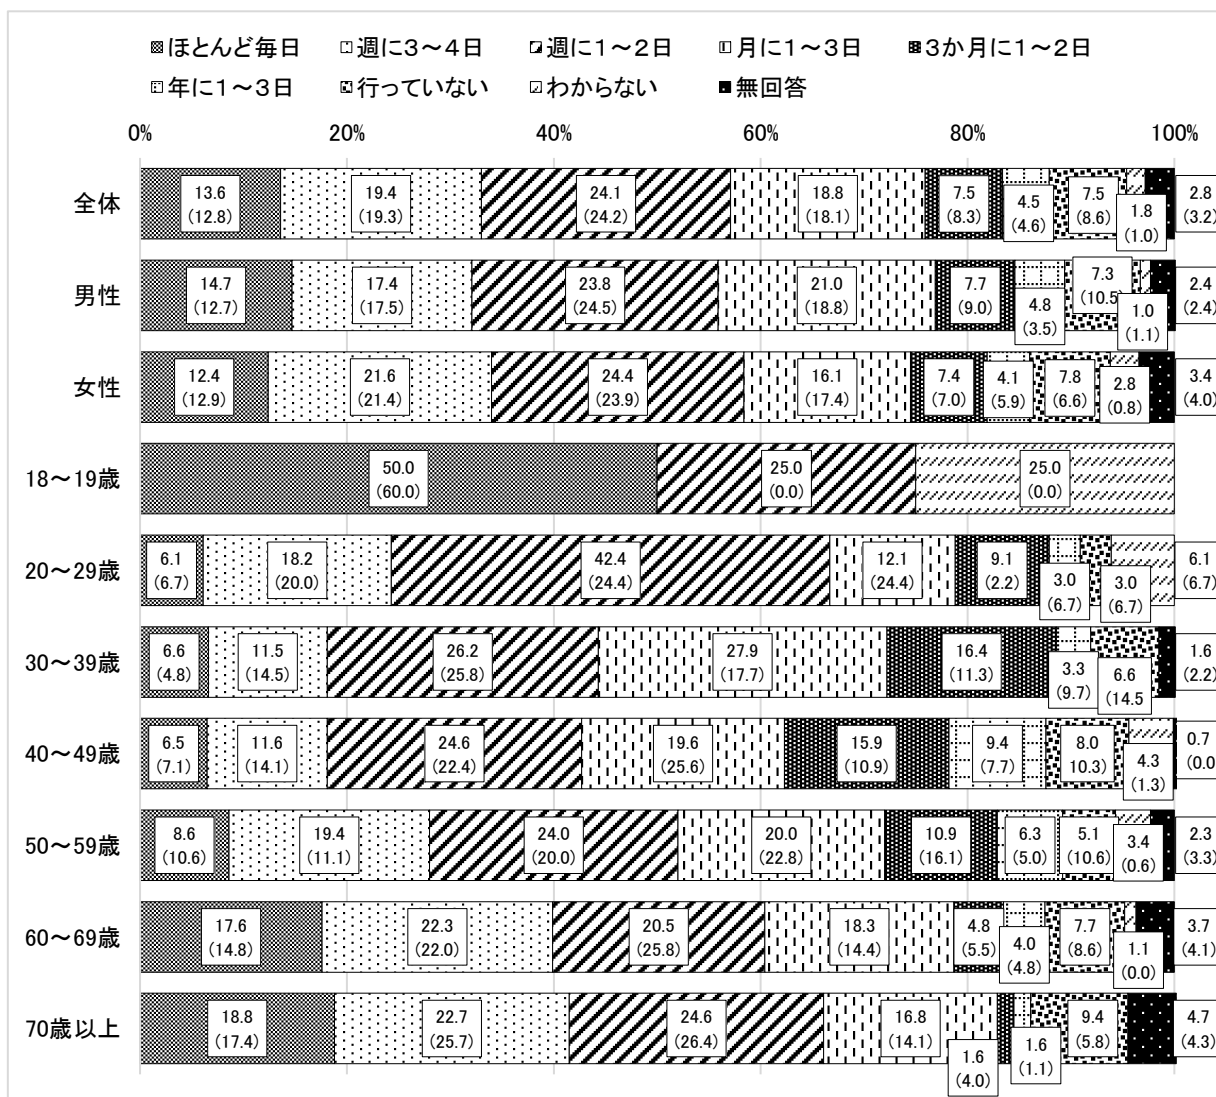 ほとんど毎日 週に3～4日 週に1～2日 月に1～3日 3か月に1～2日
年に1～3日 行っていない わからない 無回答
0% 20% 40% 60% 80% 100%
全体 13.6 19.4 24.1 18.8 7.5 4.5 7.5 1.8 2.8
(12.8) (19.3) (24.2) (18.1) (8.3) (4.6) (8.6) (1.0) (3.2)
男性 14.7 17.4 23.8 21.0 7.7 4.8 7.3 1.0 2.4
(12.7) (17.5) (24.5) (18.8) (9.0) (3.5) (10.5) (1.1) (2.4)
女性 12.4 21.6 24.4 16.1 7.4 4.1 7.8 2.8 3.4
(12.9) (21.4) (23.9) (17.4) (7.0) (5.9) (6.6) (0.8) (4.0)
18～19歳 50.0 25.0 25.0
(60.0) (0.0) (0.0)
20～29歳 6.1 18.2 42.4 12.1 9.1 3.0 3.0 6.1
(6.7) (20.0) (24.4) (24.4) (2.2) (6.7) (6.7) (6.7)
30～39歳 6.6 11.5 26.2 27.9 16.4 3.3 6.6 1.6
(4.8) (14.5) (25.8) (17.7) (11.3) (9.7) (14.5 (2.2)
40～49歳 6.5 11.6 24.6 19.6 15.9 9.4 8.0 4.3 0.7
(7.1) (14.1) (22.4) (25.6) (10.9) (7.7) (10.3) (1.3) (0.0
50～59歳 8.6 19.4 24.0 20.0 10.9 6.3 5.1 3.4 2.3
(10.6) (11.1) (20.0) (22.8) (16.1) (5.0) (10.6) (0.6) (3.3)
60～69歳 17.6 22.3 20.5 18.3 4.8 4.0 7.7 1.1 3.7
(14.8) (22.0) (25.8) (14.4) (5.5) (4.8) (8.6) (0.0) (4.1)
70歳以上 18.8 22.7 24.6 16.8 1.6 1.6 9.4 4.7
(17.4) (25.7) (26.4) (14.1) (4.0) (1.1) (5.8) (4.3)